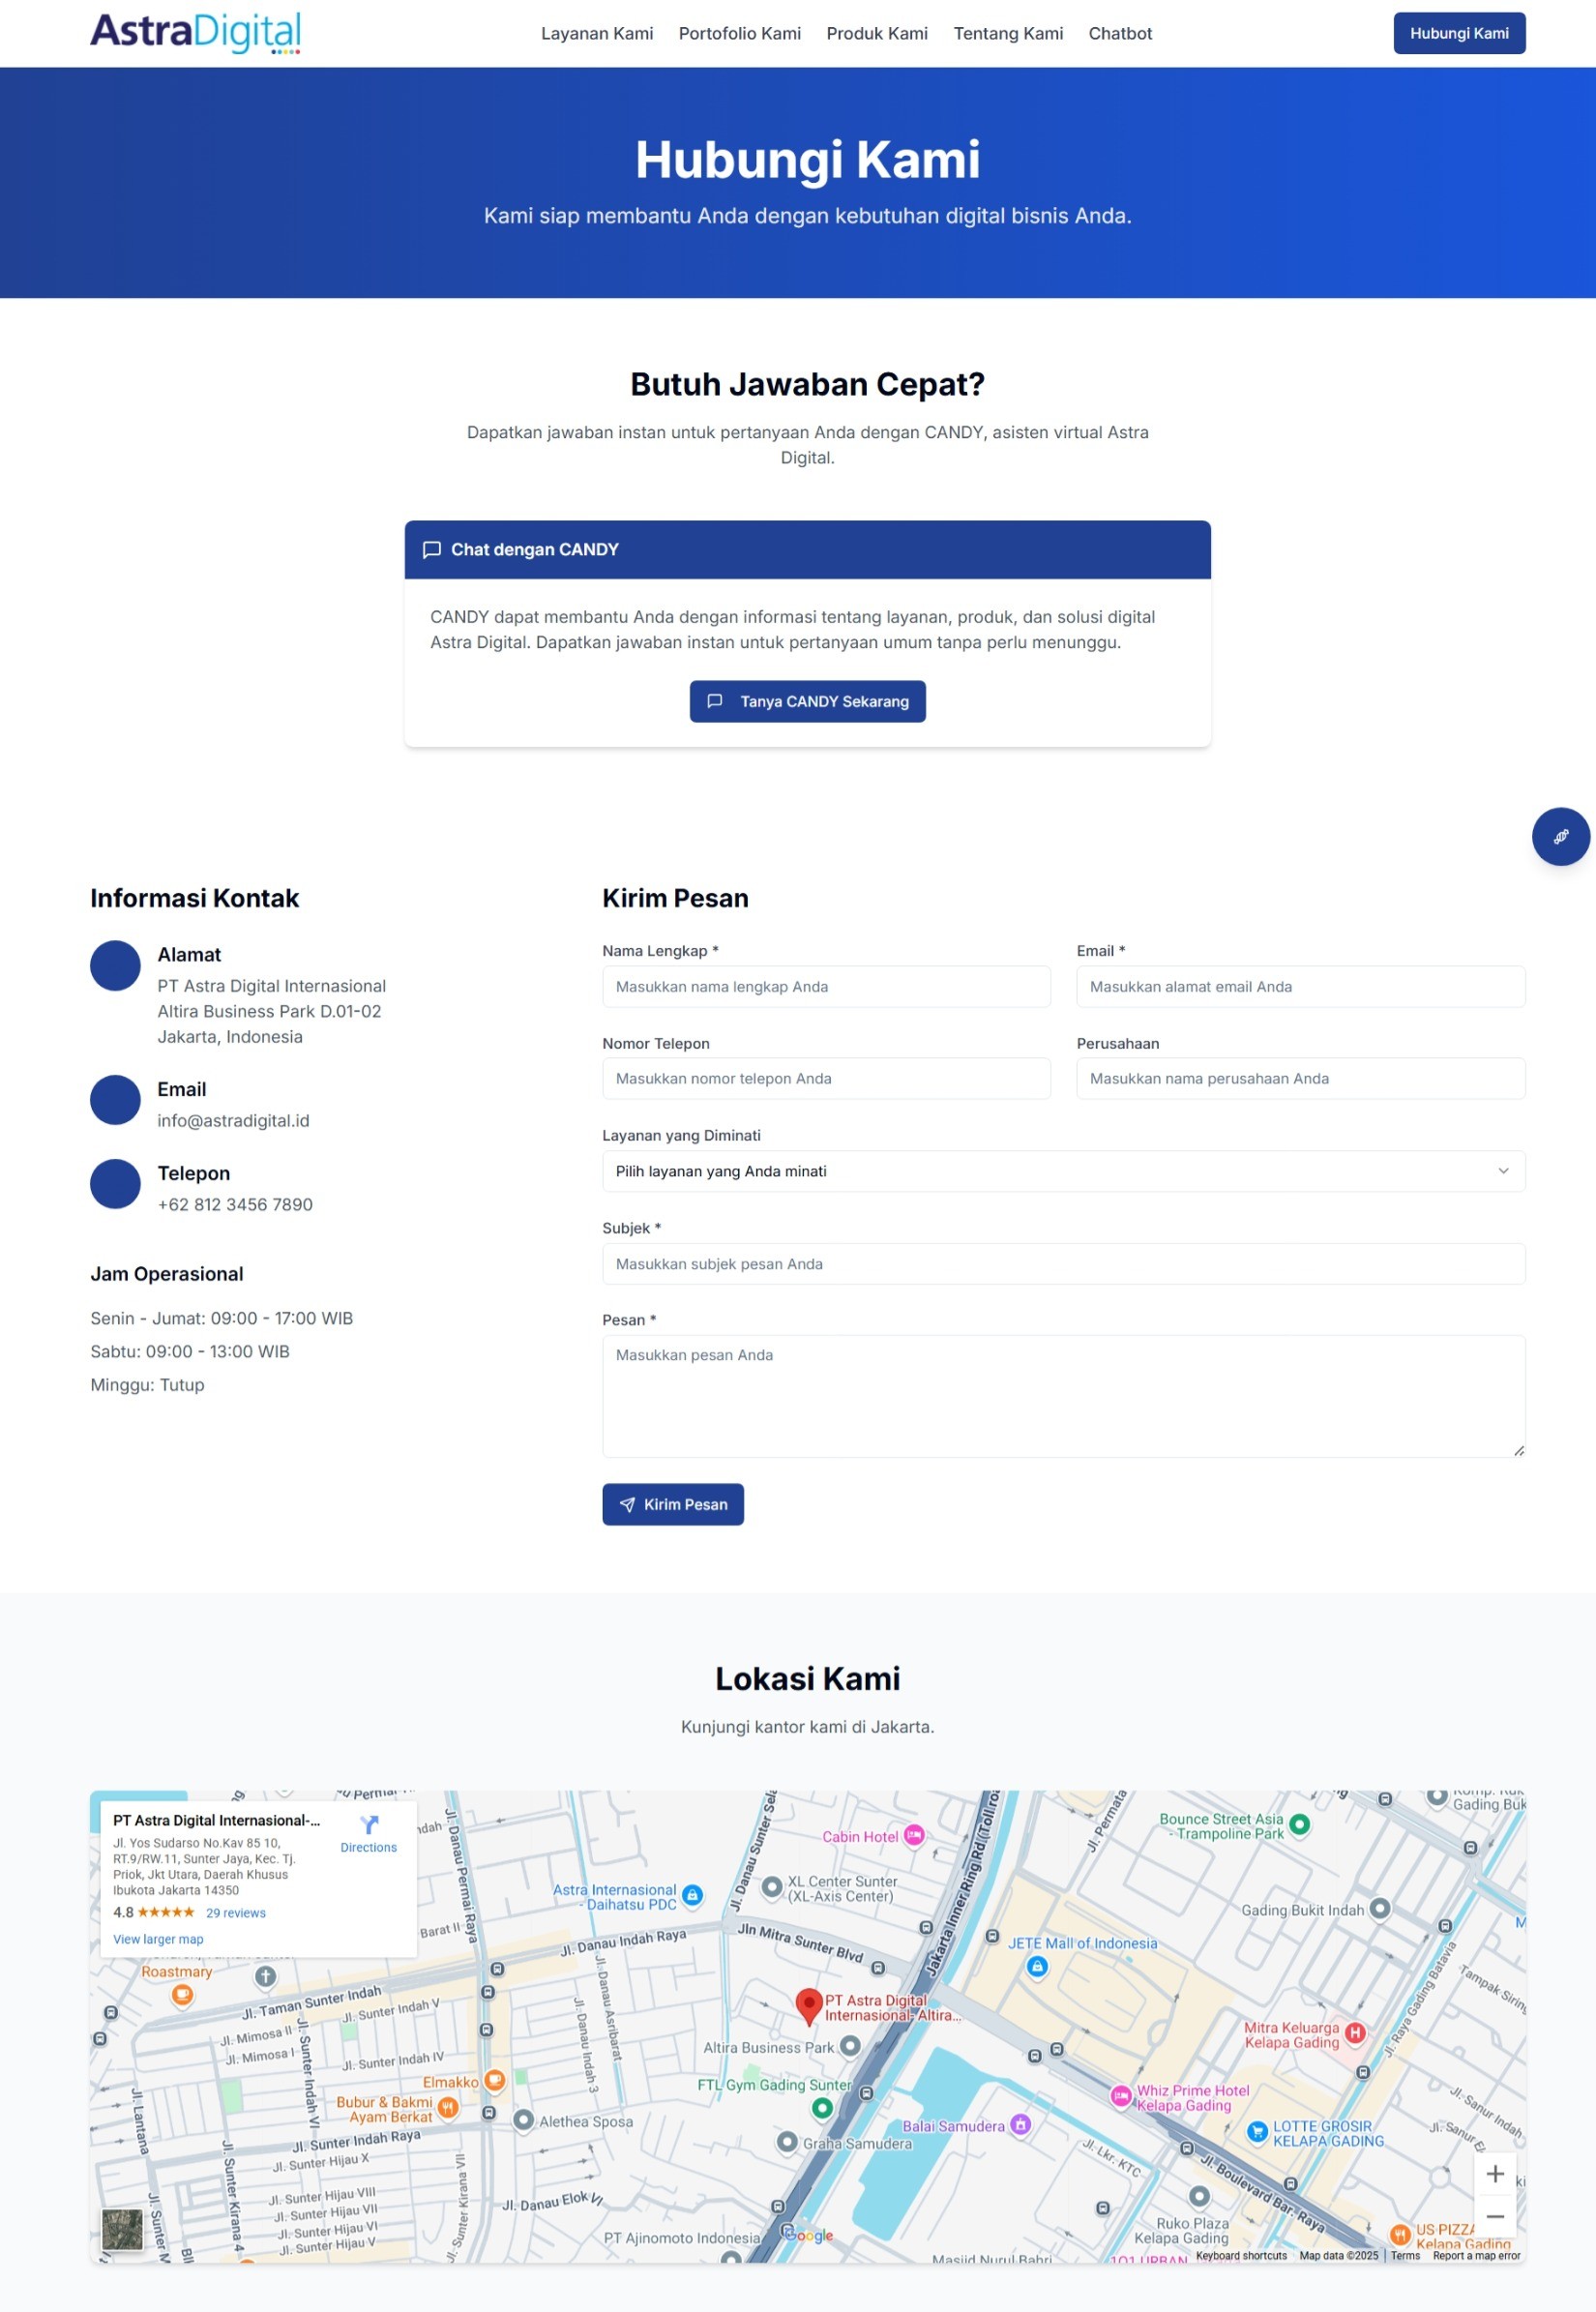 AstraDigital
Layanan Kami
Portofolio Kami
Produk Kami
Tentang Kami
Chatbot
Hubungi Kami
Hubungi Kami
Kami siap membantu Anda dengan kebutuhan digital bisnis Anda.
Butuh Jawaban Cepat?
Dapatkan jawaban instan untuk pertanyaan Anda dengan CANDY, asisten virtual Astra
Digital.
Chat dengan CANDY
CANDY dapat membantu Anda dengan informasi tentang layanan, produk, dan solusi digital
Astra Digital. Dapatkan jawaban instan untuk pertanyaan umum tanpa perlu menunggu.
Tanya CANDY Sekarang
Informasi Kontak
Alamat
PT Astra Digital Internasional
Altira Business Park D.01-02
Jakarta, Indonesia
Email
info@astradigital.id
Telepon
+62 812 3456 7890
Jam Operasional
Senin - Jumat: 09:00 - 17:00 WIB
Sabtu: 09:00 - 13:00 WIB
Minggu: Tutup
Kirim Pesan
Nama Lengkap *
Masukkan nama lengkap Anda
Email *
Masukkan alamat email Anda
Nomor Telepon
Masukkan nomor telepon Anda
Perusahaan
Masukkan nama perusahaan Anda
Layanan yang Diminati
Pilih layanan yang Anda minati
Subjek *
Masukkan subjek pesan Anda
Pesan *
Masukkan pesan Anda
Kirim Pesan
Lokasi Kami
Kunjungi kantor kami di Jakarta.
PT Astra Digital Internasional-...
Directions
Jl. Yos Sudarso No.Kav 85 10,
RT.9/RW.11, Sunter Jaya, Kec. Tj.
Priok, Jkt Utara, Daerah Khusus
Ibukota Jakarta 14350
4.8 ★★★★★ 29 reviews
View larger map
Jl. Danau Permai Raya
Jl. Danau Sunter Sel
Jakarta Inner Ring Rd (Toll road
Jl. Permata
Cabin Hotel
Bounce Street Asia
- Trampoline Park
Gading Buk
XL Center Sunter
(XL-Axis Center)
Astra Internasional
- Daihatsu PDC
Gading Bukit Indah
Barat II
Jl. Danau Indah Raya
Jln Mitra Sunter Blvd
JETE Mall of Indonesia
Roastmary
Jl. Taman Sunter Indah
Jl. Sunter Indah V
Jl. Danau Asribarat
Jl. Raya Gading Batavia
Tampak Siring
PT Astra Digital
Internasional- Altira...
Jl. Mimosa II
Jl. Mimosa I
Jl. Sunter Indah VI
Jl. Sunter Indah IV
Jl. Danau Indah 3
Altira Business Park
Mitra Keluarga
Kelapa Gading
Elmakko
FTL Gym Gading Sunter
Bubur & Bakmi
Ayam Berkat
Alethea Sposa
Whiz Prime Hotel
Kelapa Gading
Jl. Lantana
Jl. Sunter Indah Raya
Balai Samudera
LOTTE GROSIR
KELAPA GADING
Jl. Sanur Indah
Graha Samudera
Jl. Lkr. KTC
Jl. Sunter Hijau X
Jl. Sunter Kirana 4
Jl. Sunter Kirana VII
Jl. Boulevard Bar. Raya
Jl. Sunter Hijau VIII
Jl. Sunter Hijau VII
Jl. Sunter Hijau VI
Jl. Sunter Hijau V
Jl. Danau Elok VI
Ruko Plaza
Kelapa Gading
PT Ajinomoto Indonesia
Google
US PIZZA
Kelapa Gading
Masjid Nurul Bahri
101 URBAN
Keyboard shortcuts
Map data ©2025
Terms
Report a map error